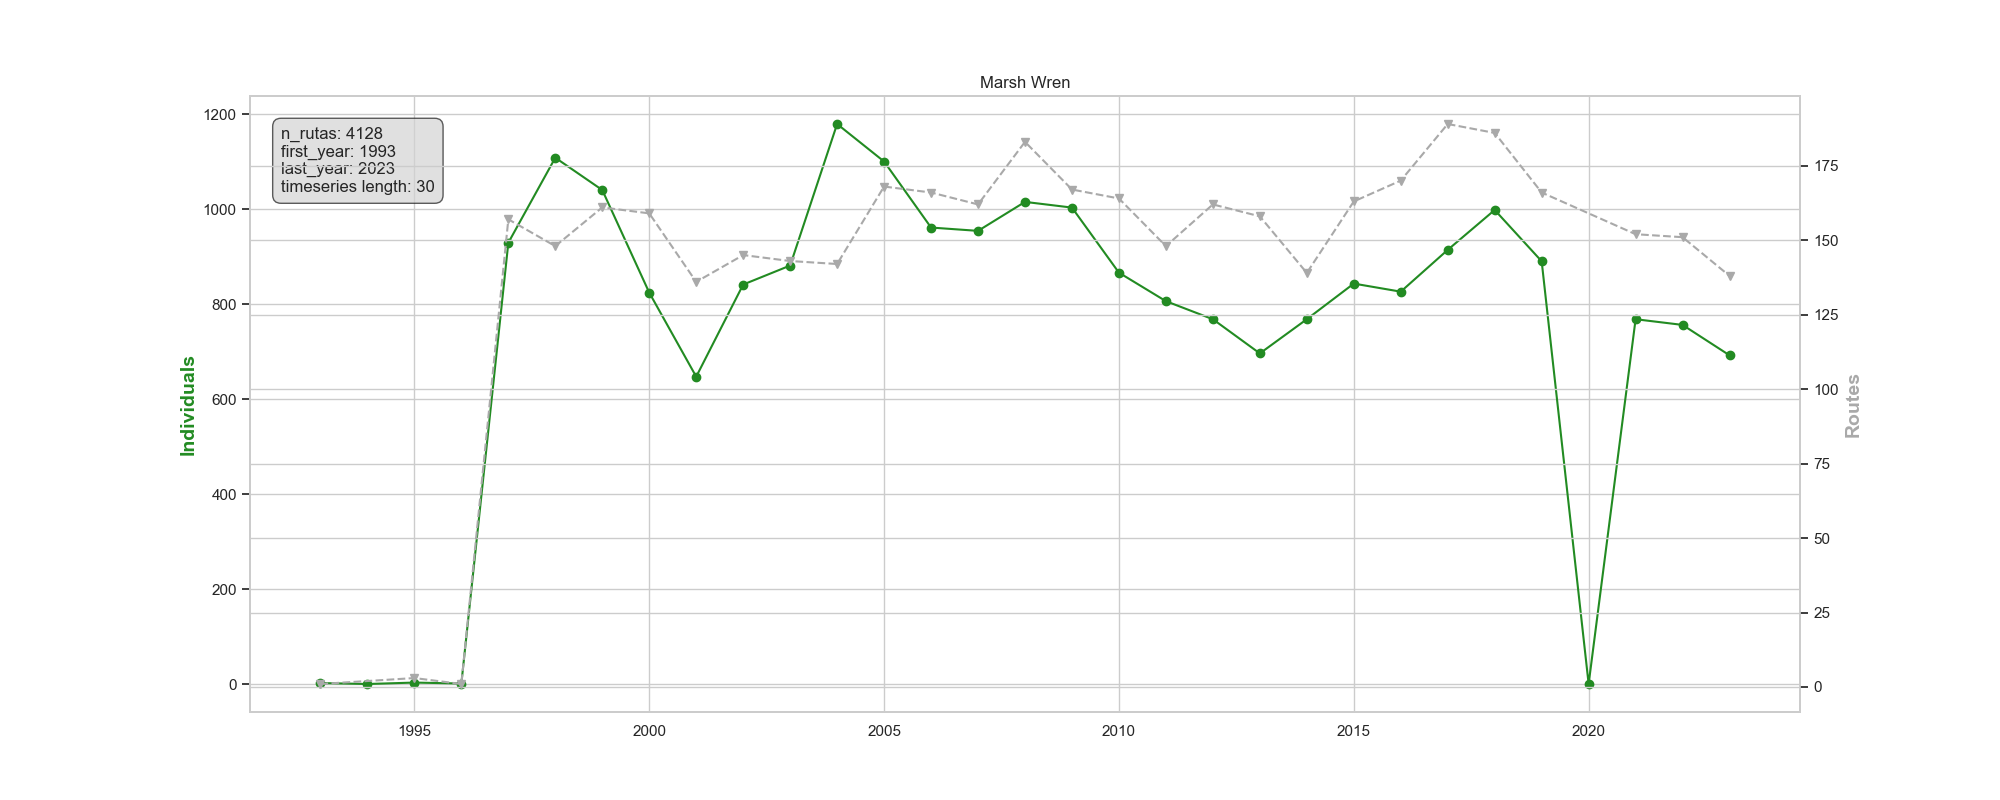 Marsh Wren
n_rutas: 4128
first_year: 1993
last_year: 2023
timeseries length: 30
Individuals
1200
1000
800
600
400
200
0
Routes
175
150
125
100
75
50
25
0
1995 2000 2005 2010 2015 2020